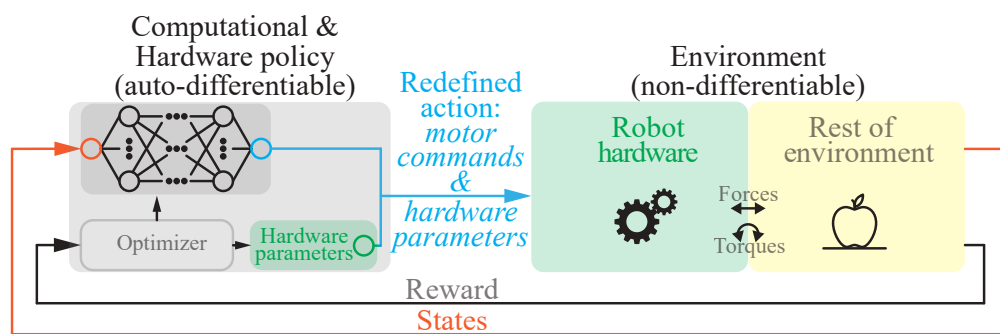 Computational &
Hardware policy
(auto-differentiable)
Optimizer
Hardware
parameters
Redefined
action:
motor
commands
&
hardware
parameters
Environment
(non-differentiable)
Robot
hardware
Rest of
environment
Forces
Torques
Reward
States